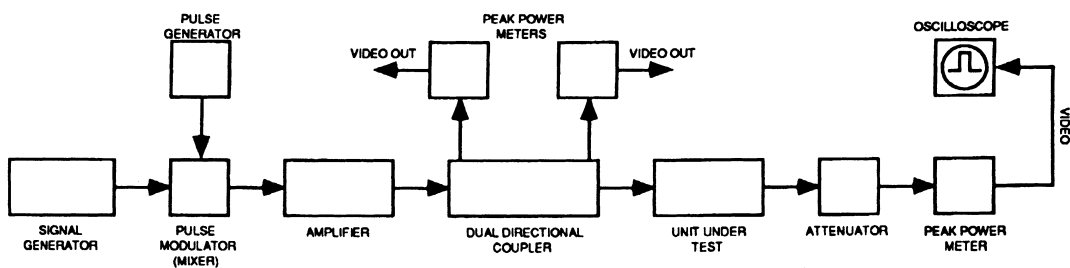 PULSE
GENERATOR
PEAK POWER
METERS
VIDEO OUT
VIDEO OUT
OSCILLOSCOPE
VIDEO
SIGNAL
GENERATOR
PULSE
MODULATOR
(MIXER)
AMPLIFIER
DUAL DIRECTIONAL
COUPLER
UNIT UNDER
TEST
ATTENUATOR
PEAK POWER
METER